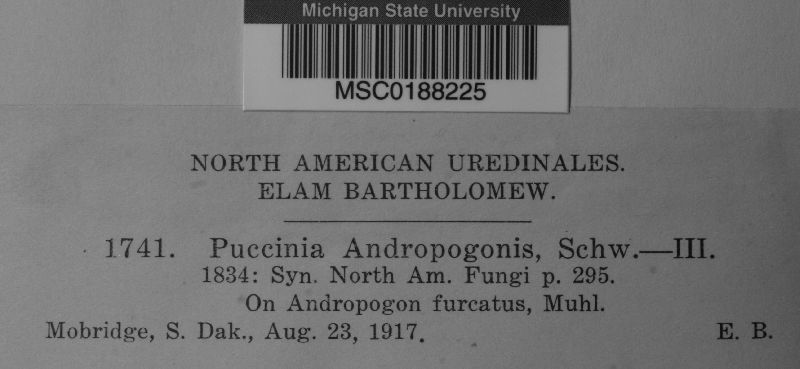 Michigan State University
MSC0188225
NORTH AMERICAN UREDINALES.
ELAM BARTHOLOMEW.
1741. Puccinia Andropogonis, Schw.—III.
1834: Syn. North Am. Fungi p. 295.
On Andropogon furcatus, Muhl.
Mobridge, S. Dak., Aug. 23, 1917. E. B.